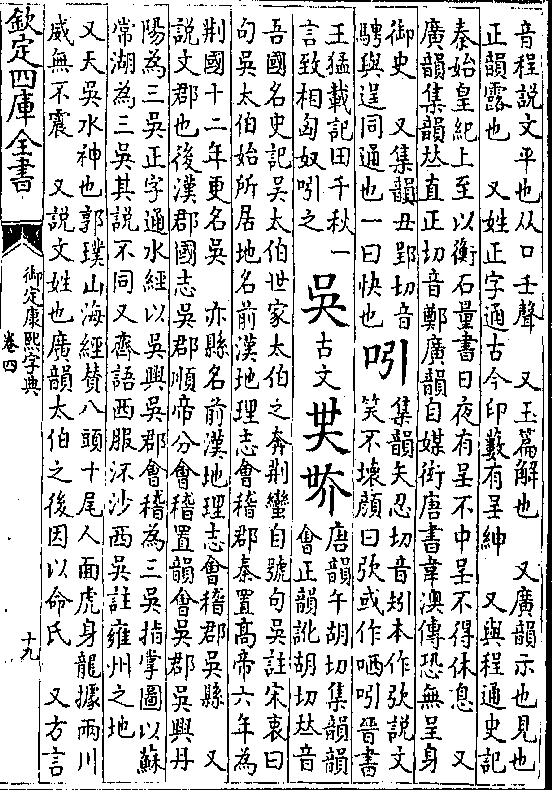 音程說文平也从口𡈼聲　又玉篇解也　又廣韻示也見也
正韻露也　又姓正字通古今印藪有呈紳　又與程通史記
秦始皇紀上至以衡石量書日夜有呈不中呈不得休息　又
廣韻集韻𠀤直正切音鄭廣韻自媒衒唐書韋澳傳恐無呈身
御史　又集韻丑郢切音
騁與逞同通也一曰快也
吲
集韻矢忍切音矧本作弞說文
笑不壞顏曰弞或作哂吲晉書
王猛載記田千秋一
言致相匈奴吲之
吳
古文
唐韻午胡切集韻韻
會正韻訛胡切𠀤音
吾國名史記吳太伯世家太伯之奔荆蠻自號句吳註宋衷曰
句吳太伯始所居地名前漢地理志會稽郡秦置高帝六年為
荆國十二年更名吳　亦縣名前漢地理志會稽郡吳縣　又
說文郡也後漢郡國志吳郡順帝分會稽置韻會吳郡吳興丹
陽為三吳正字通水經以吳興吳郡會稽為三吳指掌圖以蘇
常湖為三吳其說不同又齊語西服沠沙西吳註雍州之地
又天吳水神也郭璞山海經贊八頭十尾人面虎身龍據兩川
威無不震　又說文姓也廣韻太伯之後因以命氏　又方言
欽定四庫全書
御定康熙字典
卷四
十九